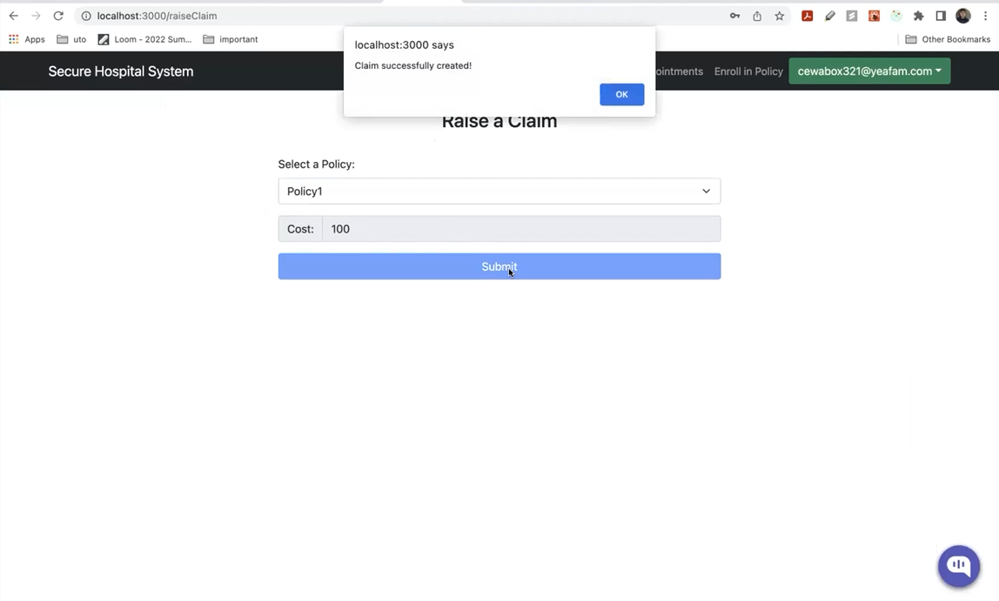 localhost:3000/raiseClaim
Apps uto Loom - 2022 Sum... important Other Bookmarks
localhost:3000 says
Claim successfully created!
OK
Secure Hospital System Enroll in Policy cewabox321@yeafam.com
Raise a Claim
Select a Policy:
Policy1
Cost: 100
Submit